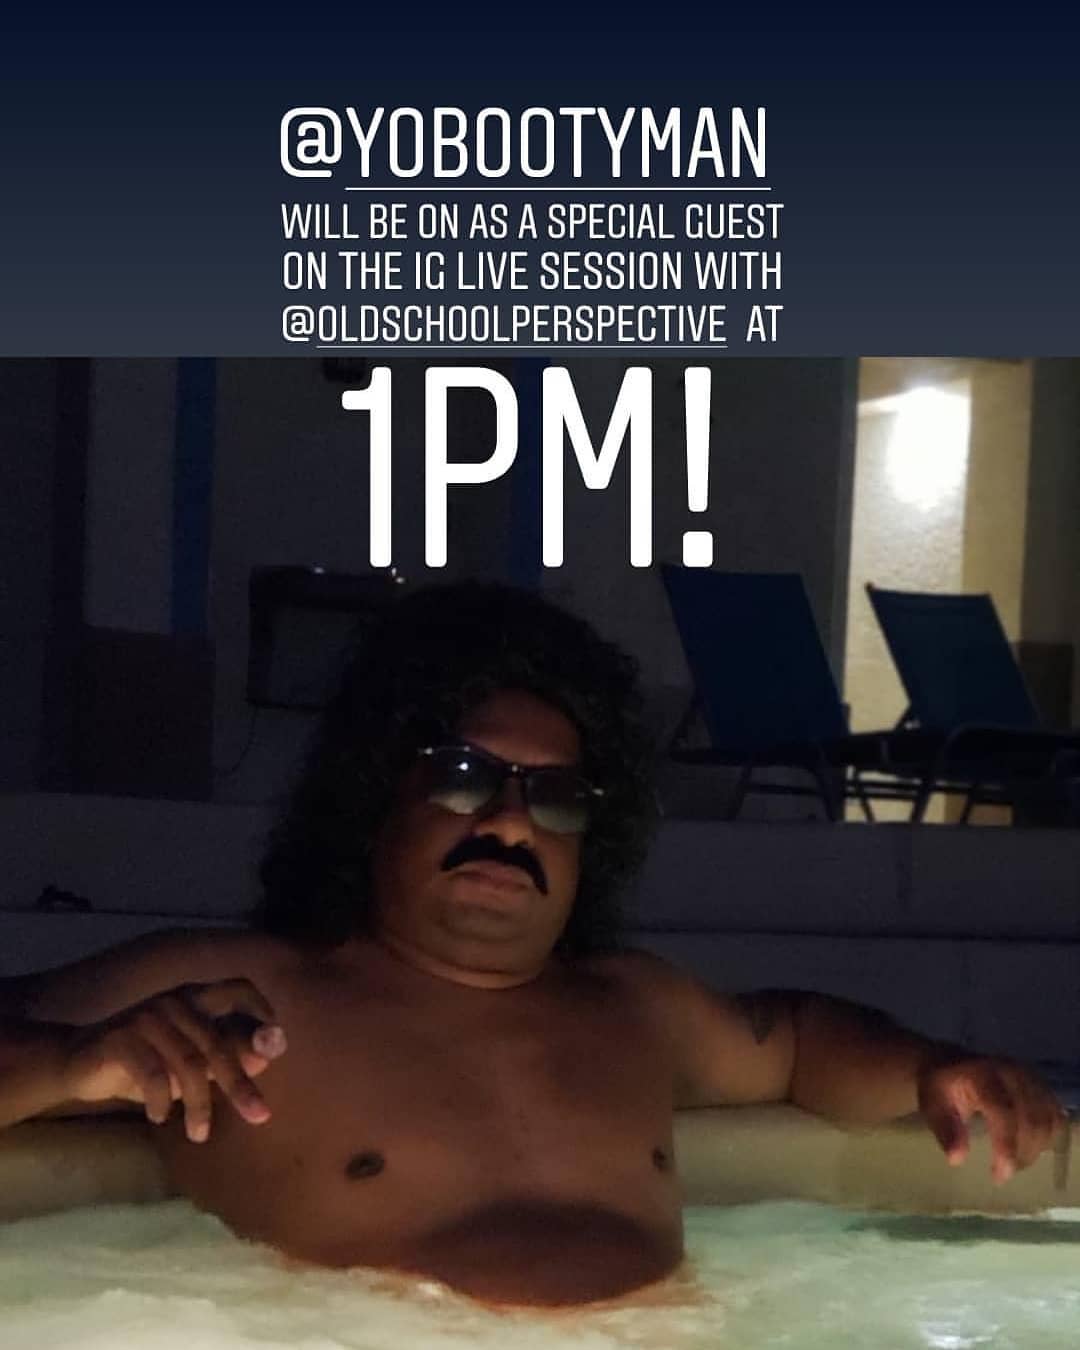 @YOBOOTYMAN
WILL BE ON AS A SPECIAL GUEST
ON THE IG LIVE SESSION WITH
@OLDSCHOOLPERSPECTIVE AT
1PM!